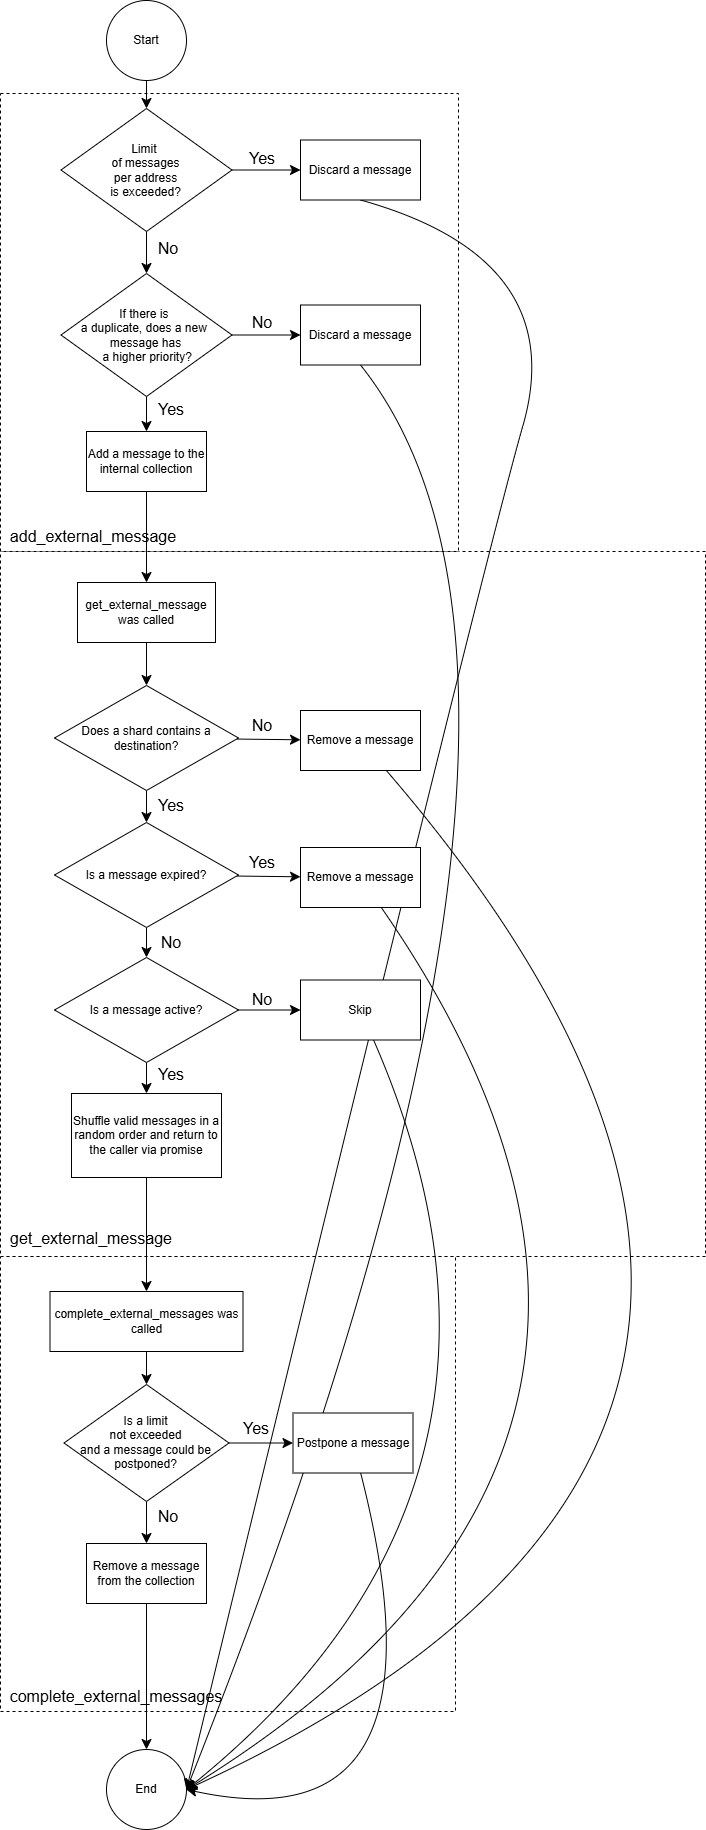 Start
Limit
of messages
per address
is exceeded?
Yes
Discard a message
No
If there is
a duplicate, does a new
message has
a higher priority?
No
Discard a message
Yes
Add a message to the
internal collection
add_external_message
get_external_message
was called
Does a shard contains a
destination?
No
Remove a message
Yes
Is a message expired?
Yes
Remove a message
No
Is a message active?
No
Skip
Yes
Shuffle valid messages in a
random order and return to
the caller via promise
get_external_message
complete_external_messages was
called
Is a limit
not exceeded
and a message could be
postponed?
Yes
Postpone a message
No
Remove a message
from the collection
complete_external_messages
End